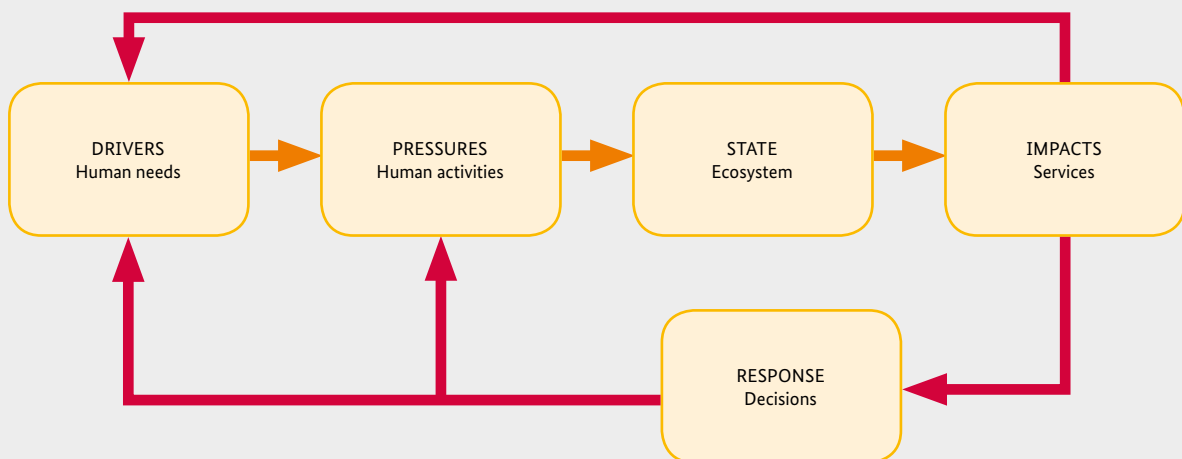 DRIVERS
Human needs
PRESSURES
Human activities
STATE
Ecosystem
IMPACTS
Services
RESPONSE
Decisions